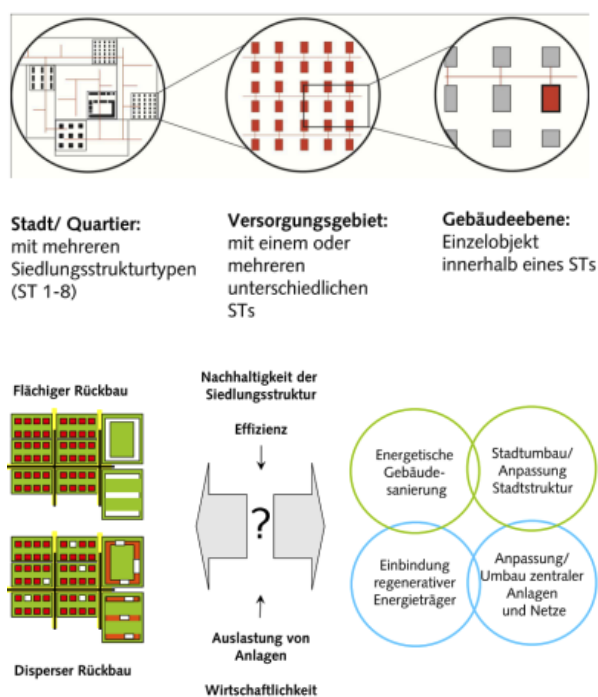 Stadt/ Quartier:
mit mehreren
Siedlungsstrukturtypen
(ST 1-8)
Versorgungsgebiet:
mit einem oder
mehreren
unterschiedlichen
STs
Gebäudeebene:
Einzelobjekt
innerhalb eines STs
Flächiger Rückbau
Disperser Rückbau
Nachhaltigkeit der
Siedlungsstruktur
Effizienz
?
Auslastung von
Anlagen
Wirtschaftlichkeit
Energetische
Gebäude-
sanierung
Stadtumbau/
Anpassung
Stadtstruktur
Einbindung
regenerativer
Energieträger
Anpassung/
Umbau zentraler
Anlagen
und Netze